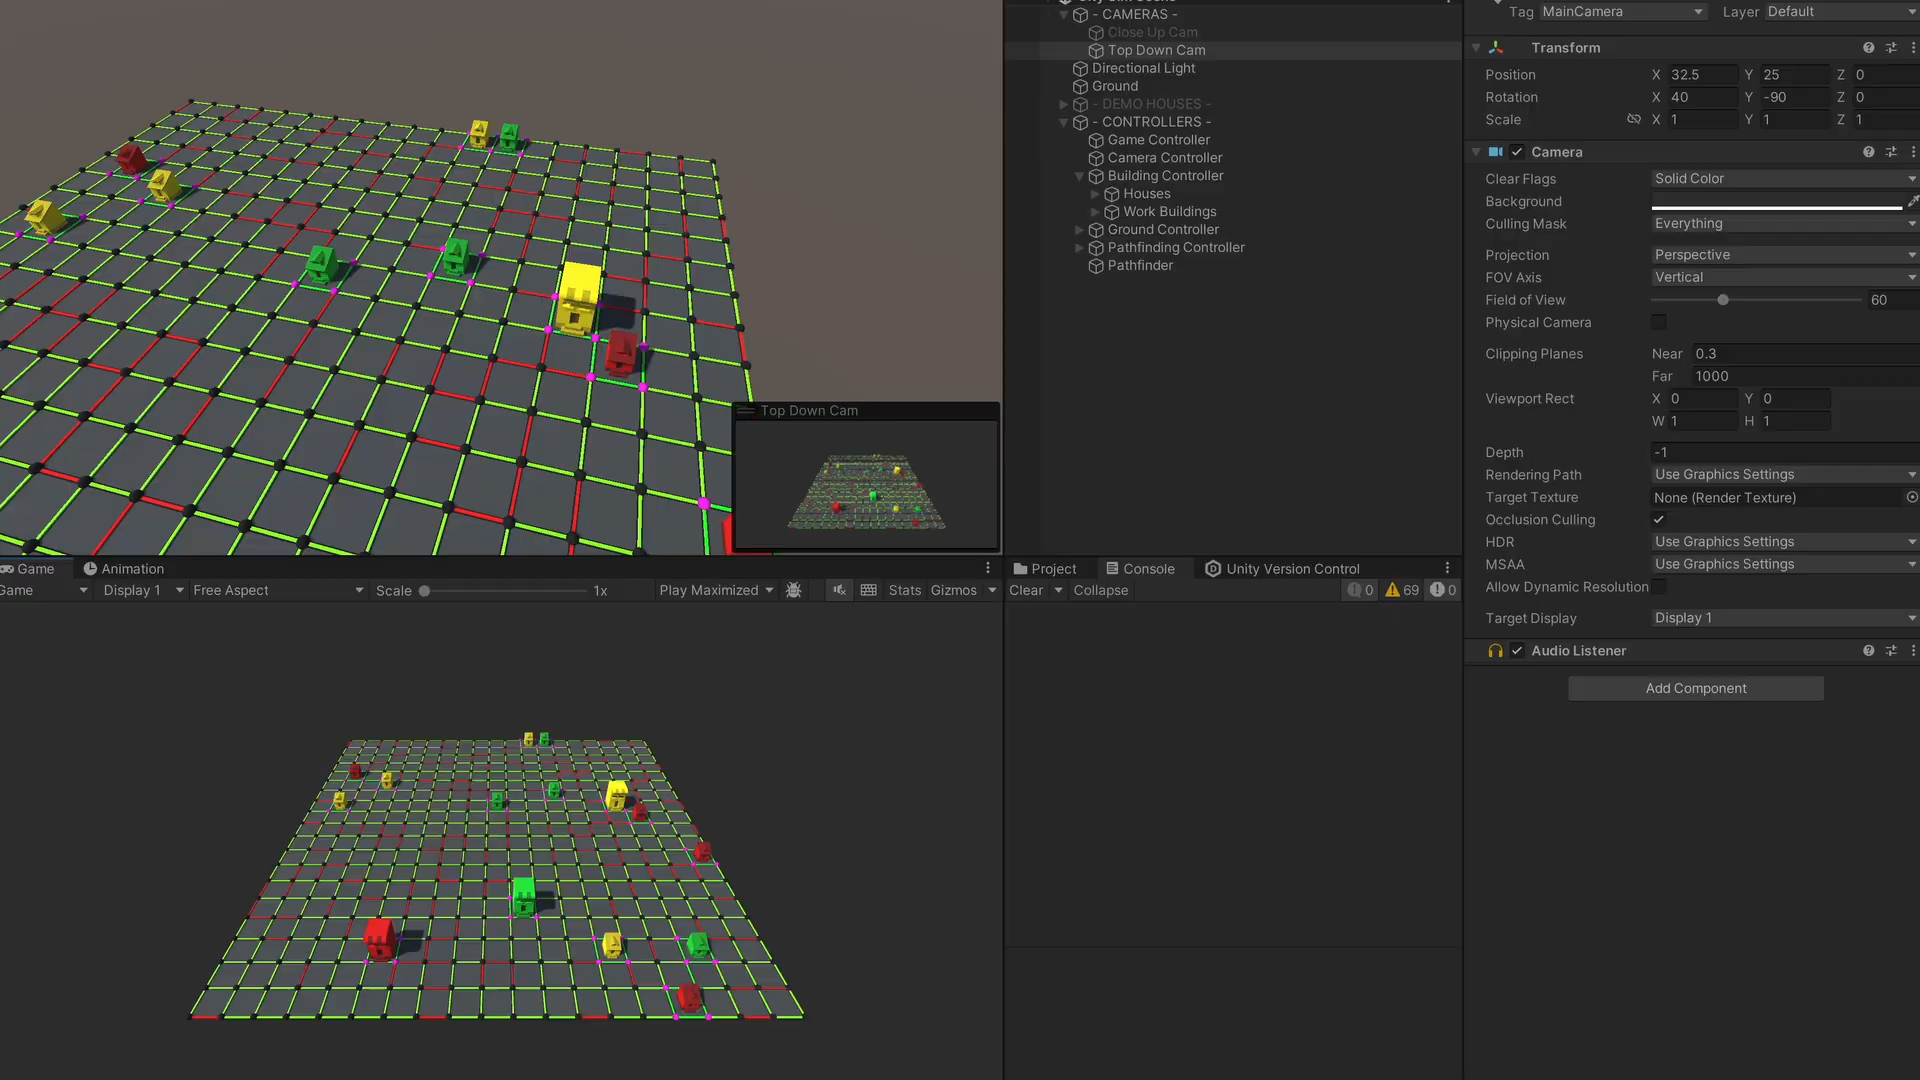 - CAMERAS -
Close Up Cam
Top Down Cam
Directional Light
Ground
- DEMO HOUSES -
- CONTROLLERS -
Game Controller
Camera Controller
Building Controller
Houses
Work Buildings
Ground Controller
Pathfinding Controller
Pathfinder
Tag MainCamera Layer Default
Transform
Position X 32.5 Y 25 Z 0
Rotation X 40 Y -90 Z 0
Scale X 1 Y 1 Z 1
Camera
Clear Flags Solid Color
Background
Culling Mask Everything
Projection Perspective
FOV Axis Vertical
Field of View 60
Physical Camera
Clipping Planes Near 0.3
Far 1000
Viewport Rect X 0 Y 0
W 1 H 1
Depth -1
Rendering Path Use Graphics Settings
Target Texture None (Render Texture)
Occlusion Culling
HDR Use Graphics Settings
MSAA Use Graphics Settings
Allow Dynamic Resolution
Target Display Display 1
Audio Listener
Add Component
Top Down Cam
Game Animation
Game Display 1 Free Aspect Scale 1x Play Maximized Stats Gizmos
Project Console Unity Version Control
Clear Collapse 0 69 0